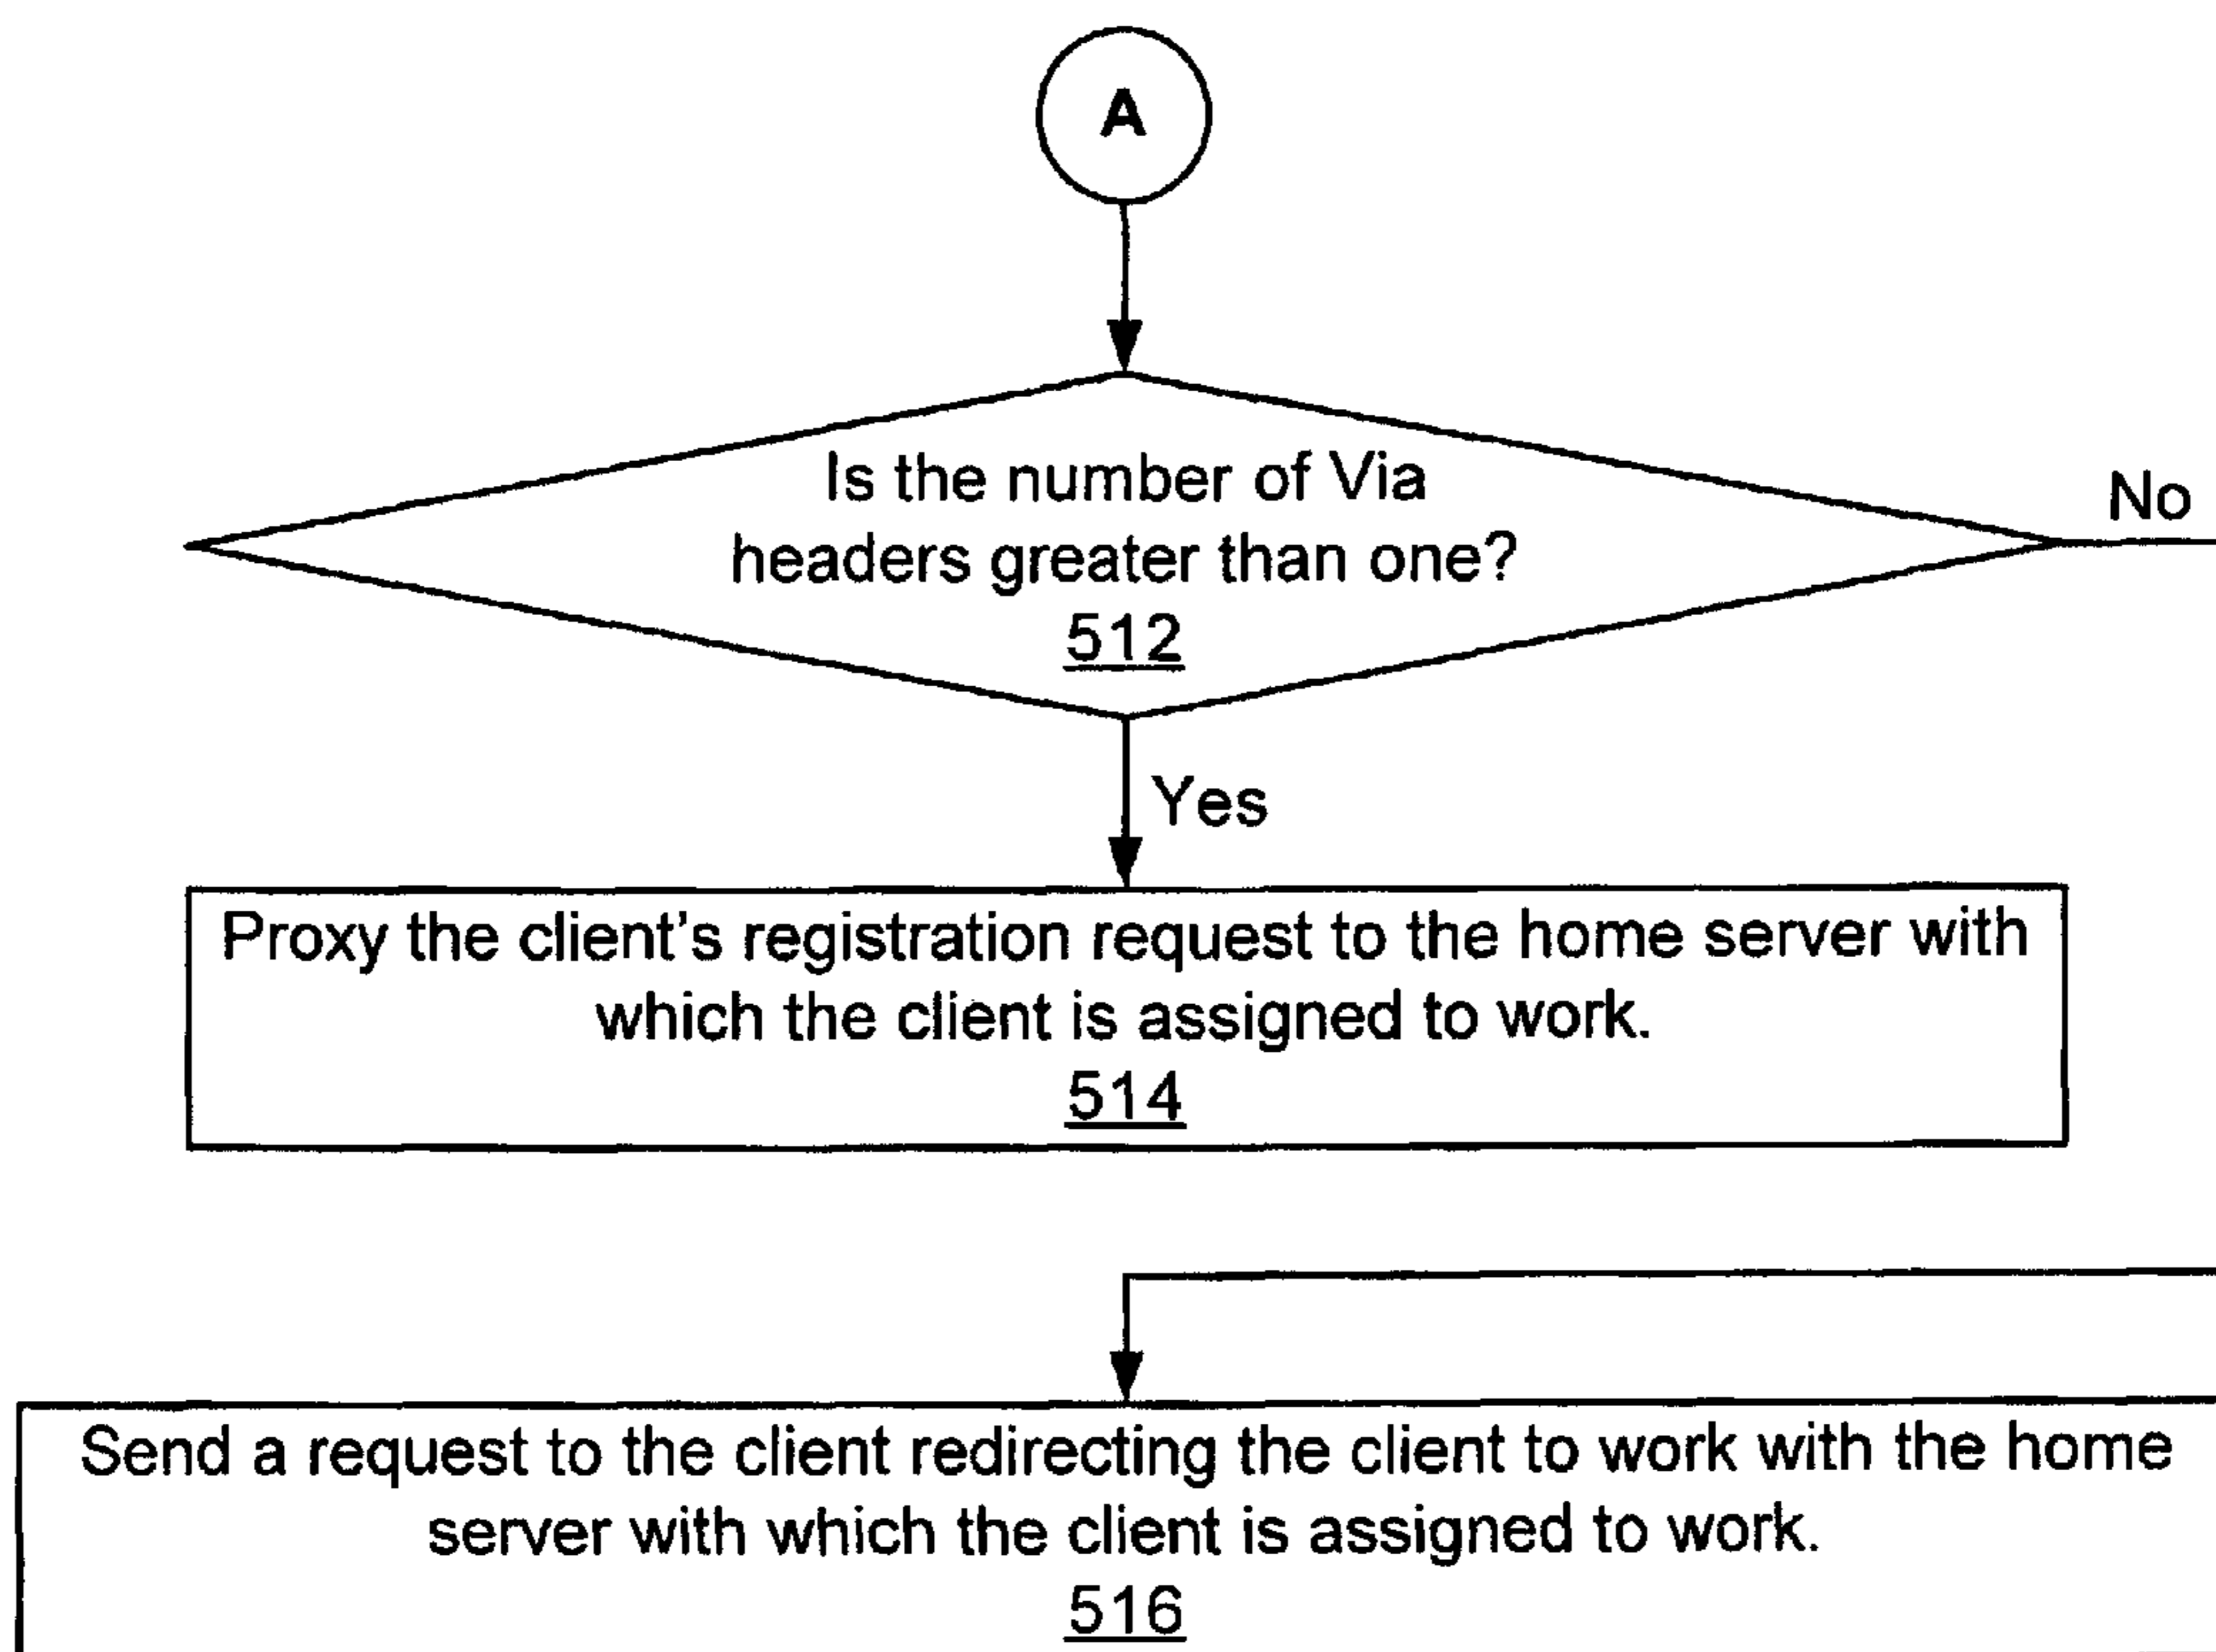 A
Is the number of Via
headers greater than one?
512
No
Yes
Proxy the client's registration request to the home server with
which the client is assigned to work.
514
Send a request to the client redirecting the client to work with the home
server with which the client is assigned to work.
516